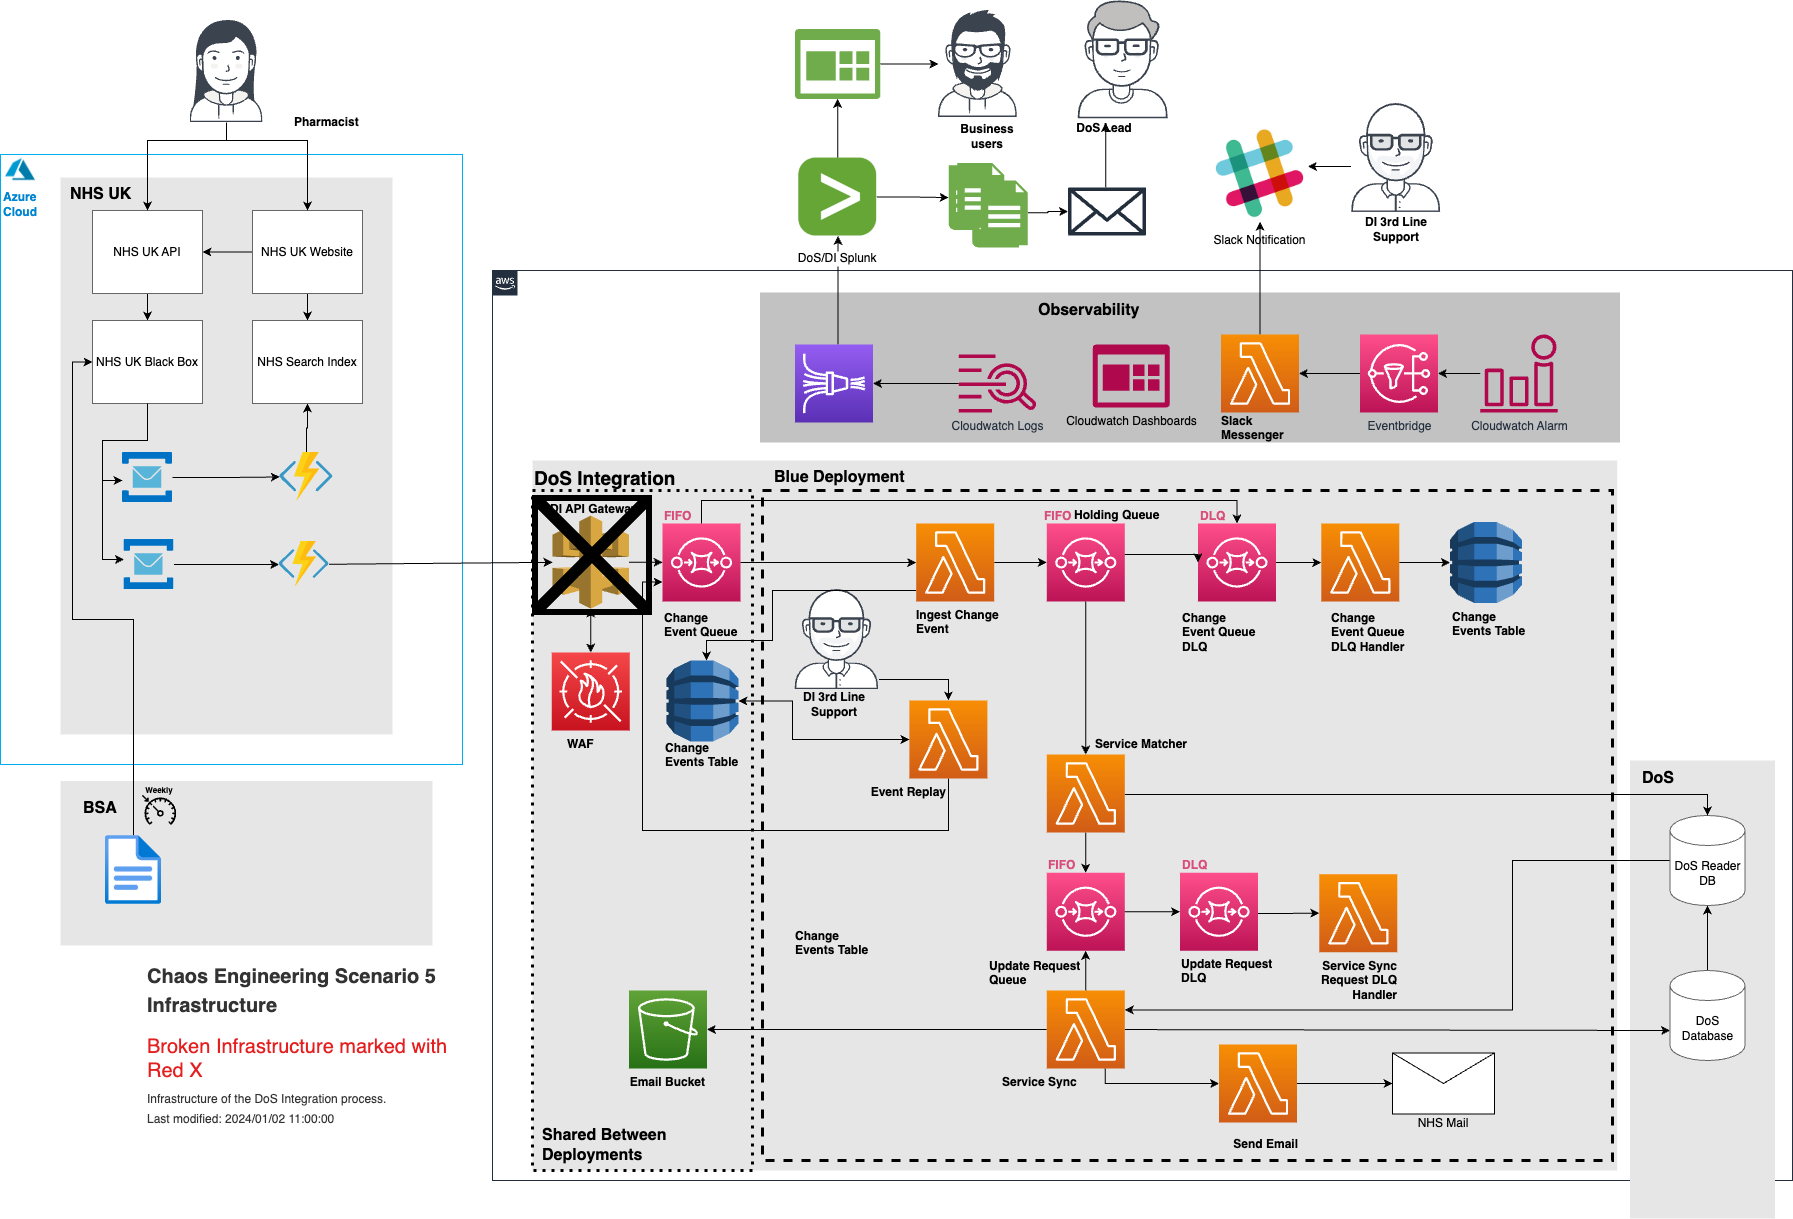 Pharmacist
Azure
Cloud
NHS UK
NHS UK API
NHS UK Website
NHS UK Black Box
NHS Search Index
BSA
Weekly
Chaos Engineering Scenario 5
Infrastructure
Broken Infrastructure marked with
Red X
Infrastructure of the DoS Integration process.
Last modified: 2024/01/02 11:00:00
Business
users
DoS Lead
DoS/DI Splunk
Slack Notification
DI 3rd Line
Support
aws
Observability
Cloudwatch Logs
Cloudwatch Dashboards
Slack
Messenger
Eventbridge
Cloudwatch Alarm
DoS Integration
DI API Gateway
FIFO
Change
Event Queue
WAF
Change
Events Table
Email Bucket
Shared Between
Deployments
Blue Deployment
Ingest Change
Event
FIFO Holding Queue
DLQ
Change
Event Queue
DLQ
Change
Event Queue
DLQ Handler
Change
Events Table
DI 3rd Line
Support
Event Replay
Service Matcher
FIFO
DLQ
Change
Events Table
Update Request
Queue
Update Request
DLQ
Service Sync
Request DLQ
Handler
Service Sync
Send Email
NHS Mail
DoS
DoS Reader
DB
DoS
Database